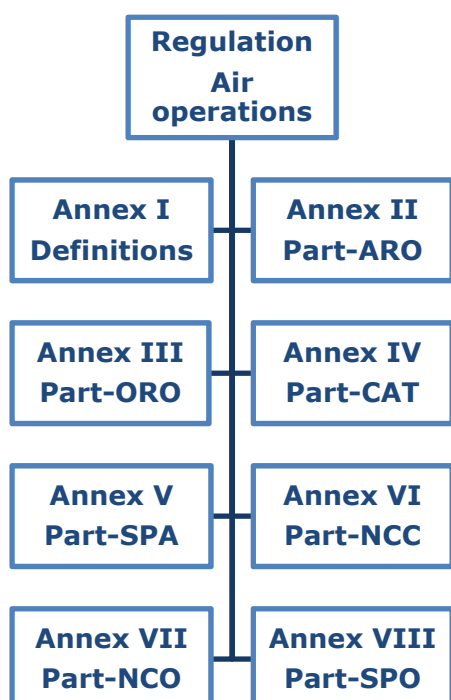 Regulation
Air
operations
Annex I
Definitions
Annex II
Part-ARO
Annex III
Part-ORO
Annex IV
Part-CAT
Annex V
Part-SPA
Annex VI
Part-NCC
Annex VII
Part-NCO
Annex VIII
Part-SPO